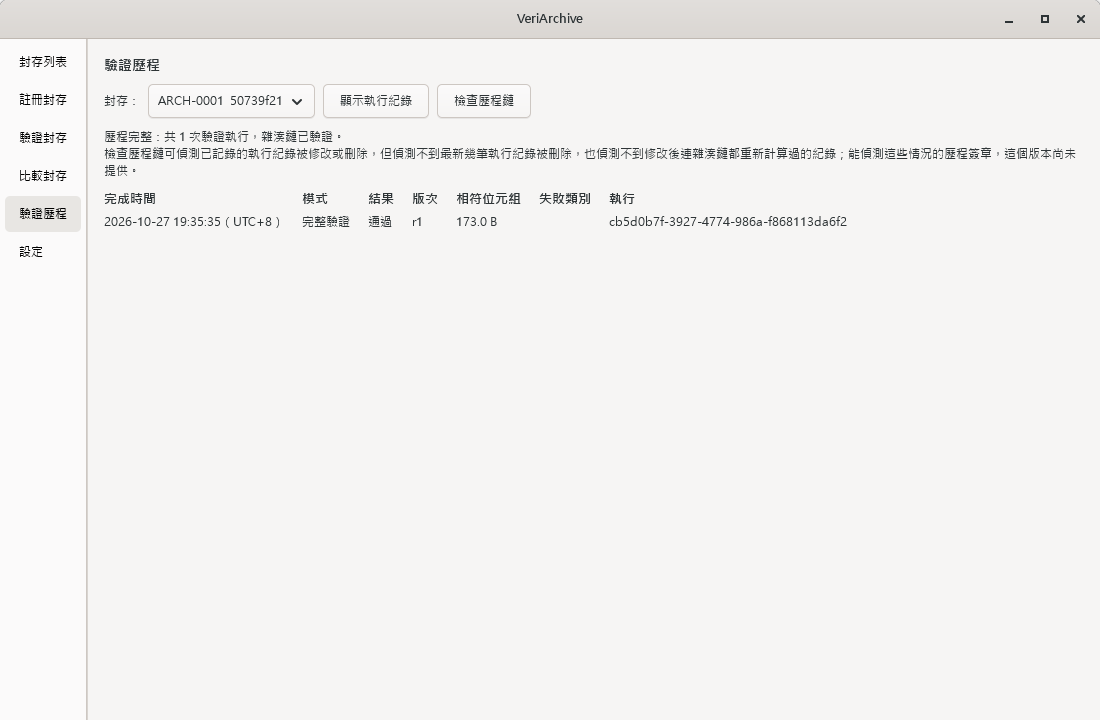 VeriArchive
封存列表
註冊封存
驗證封存
比較封存
驗證歷程
設定
驗證歷程
封存： ARCH-0001 50739f21 顯示執行紀錄 檢查歷程鏈
歷程完整：共 1 次驗證執行，雜湊鏈已驗證。
檢查歷程鏈可偵測已記錄的執行紀錄被修改或刪除，但偵測不到最新幾筆執行紀錄被刪除，也偵測不到修改後連雜湊鏈都重新計算過的紀錄；能偵測這些情況的歷程簽章，這個版本尚未
提供。
完成時間 模式 結果 版次 相符位元組 失敗類別 執行
2026-10-27 19:35:35（UTC+8） 完整驗證 通過 r1 173.0 B cb5d0b7f-3927-4774-986a-f868113da6f2